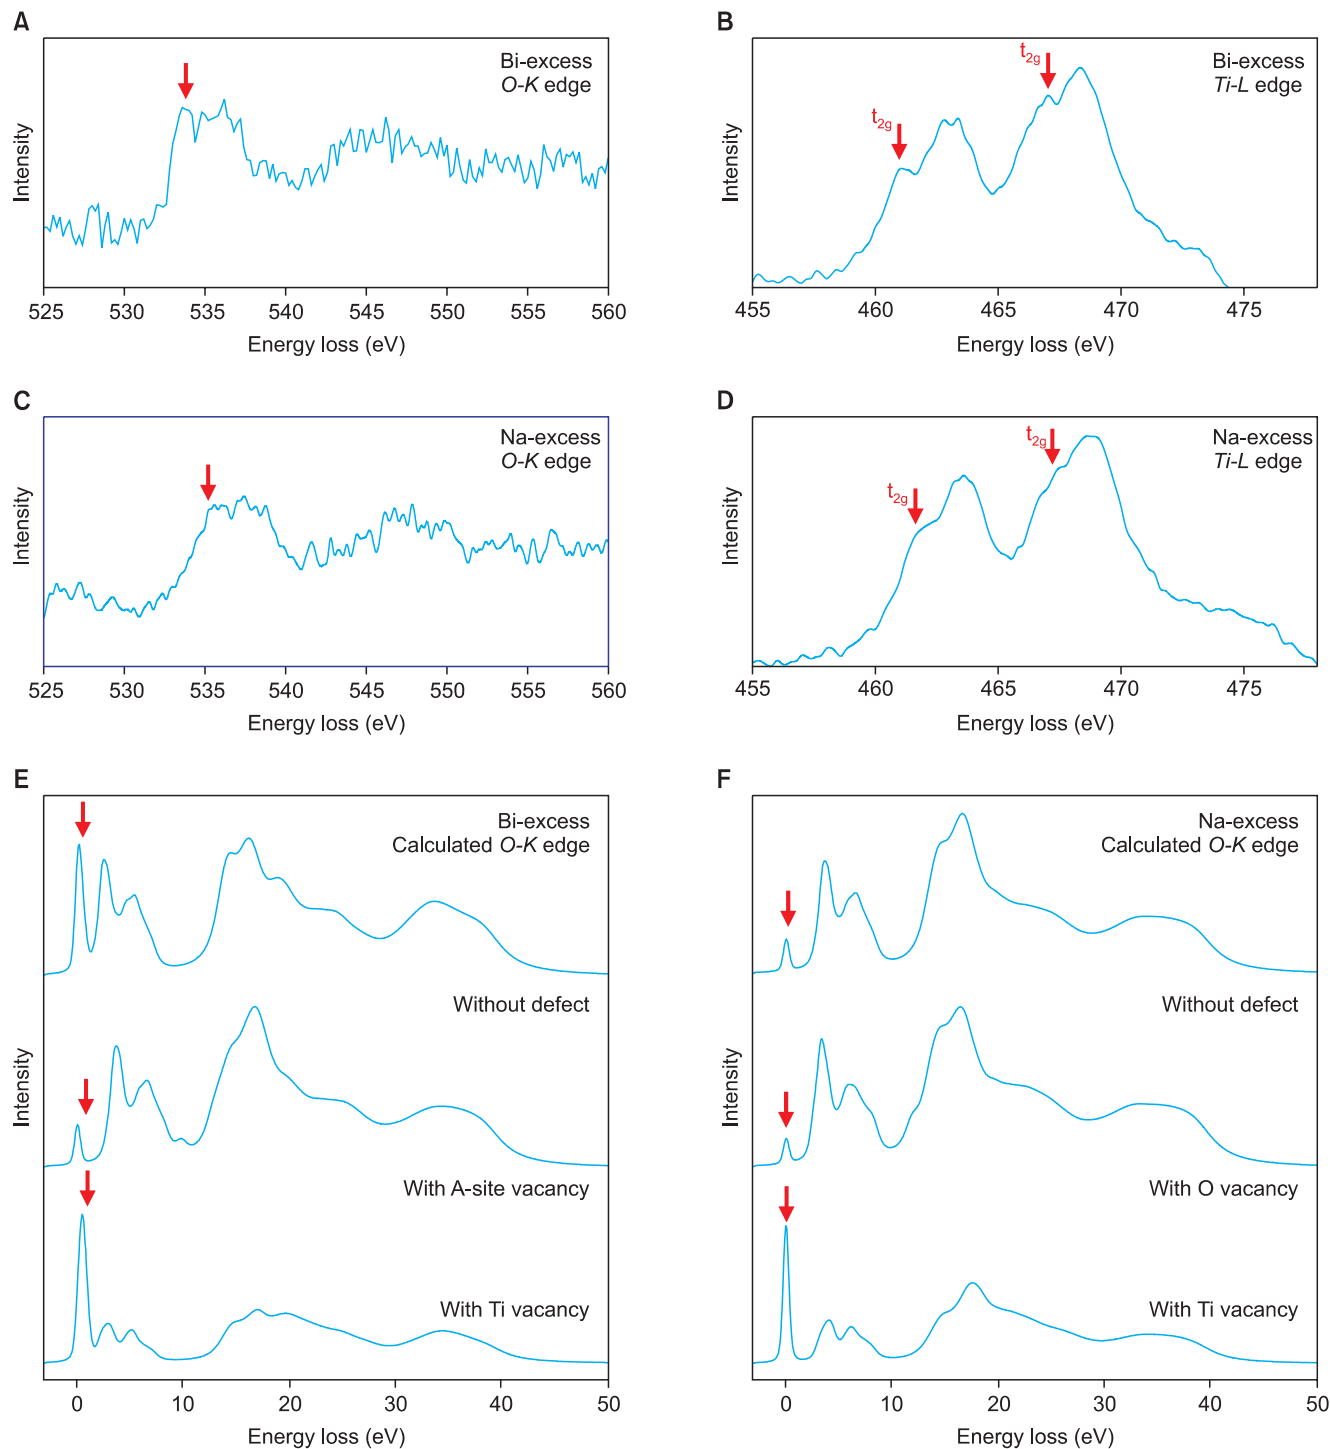 A
Bi-excess
O-K edge
Intensity
525 530 535 540 545 550 555 560
Energy loss (eV)
B
t2g
t2g
Bi-excess
Ti-L edge
Intensity
455 460 465 470 475
Energy loss (eV)
C
Na-excess
O-K edge
Intensity
525 530 535 540 545 550 555 560
Energy loss (eV)
D
t2g
t2g
Na-excess
Ti-L edge
Intensity
455 460 465 470 475
Energy loss (eV)
E
Bi-excess
Calculated O-K edge
Without defect
With A-site vacancy
With Ti vacancy
Intensity
0 10 20 30 40 50
Energy loss (eV)
F
Na-excess
Calculated O-K edge
Without defect
With O vacancy
With Ti vacancy
Intensity
0 10 20 30 40 50
Energy loss (eV)